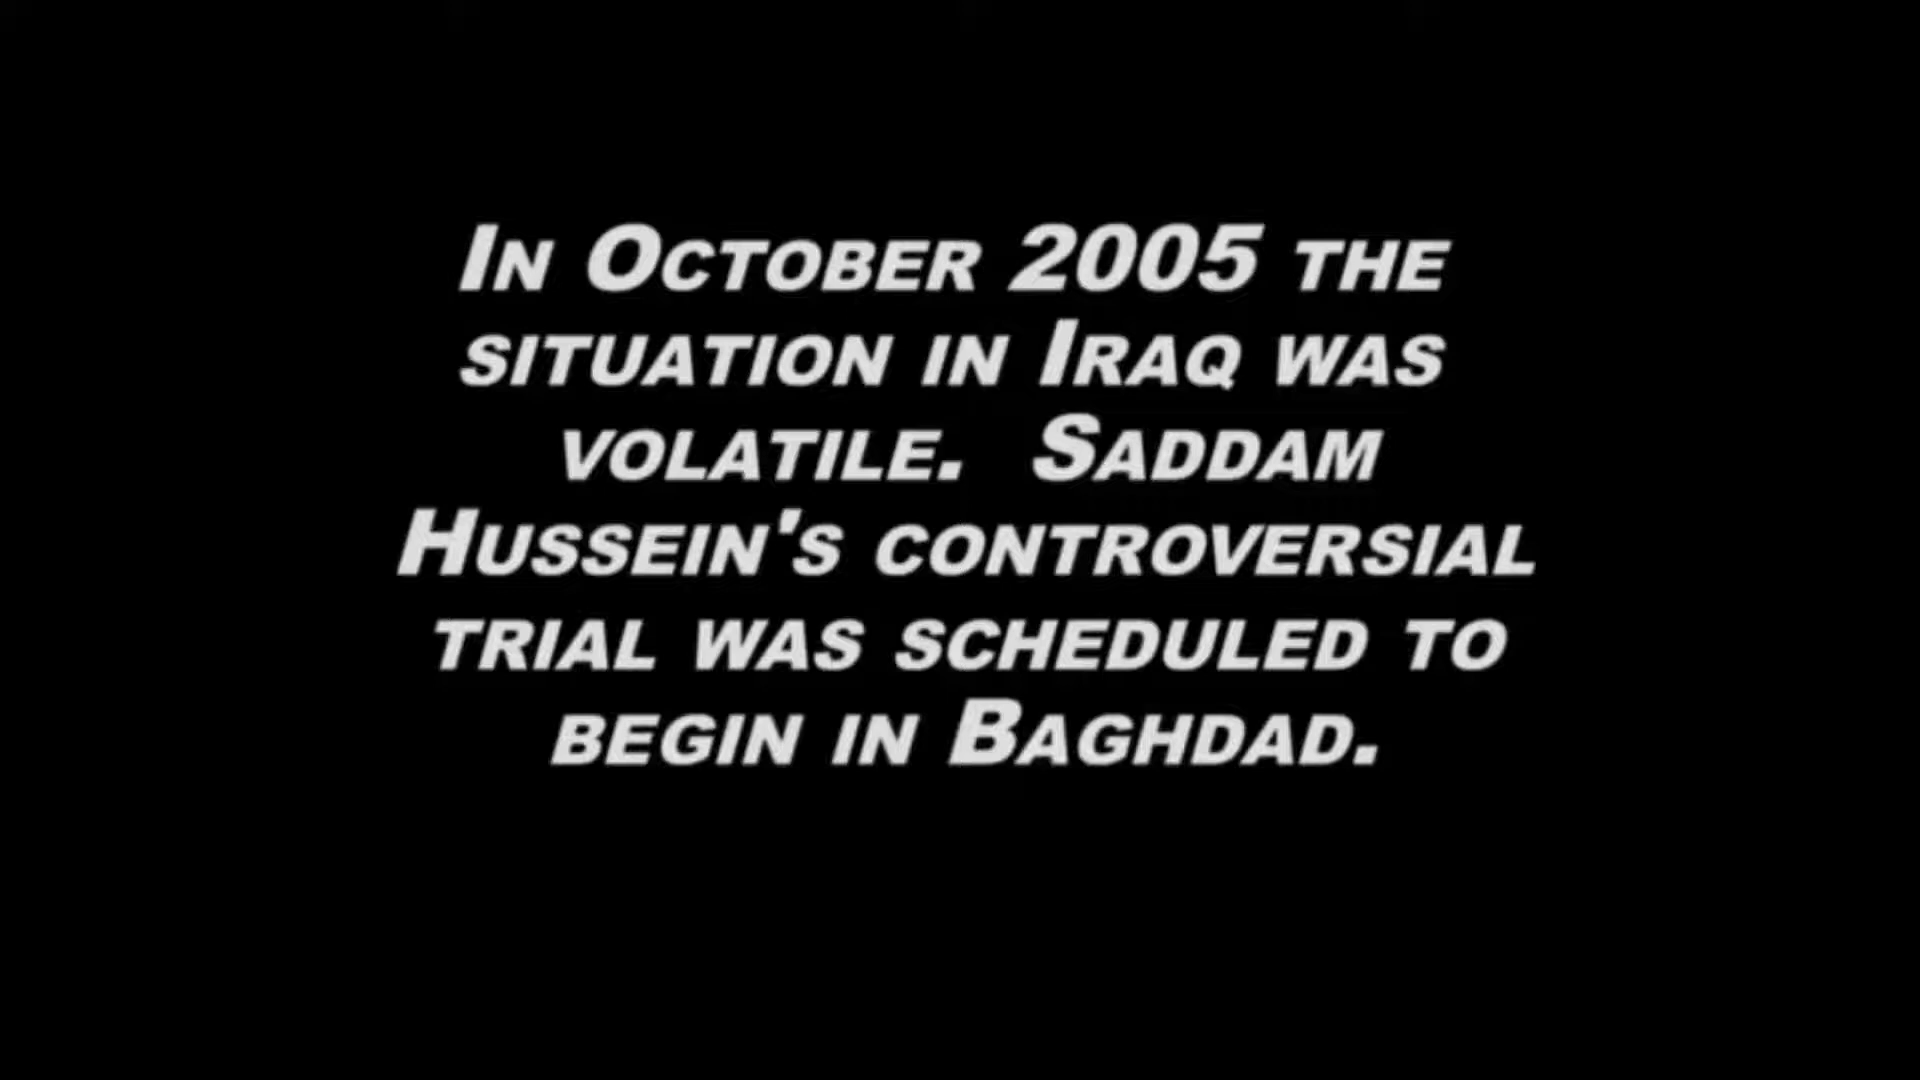 In October 2005 the
situation in Iraq was
volatile.  Saddam
Hussein's controversial
trial was scheduled to
begin in Baghdad.